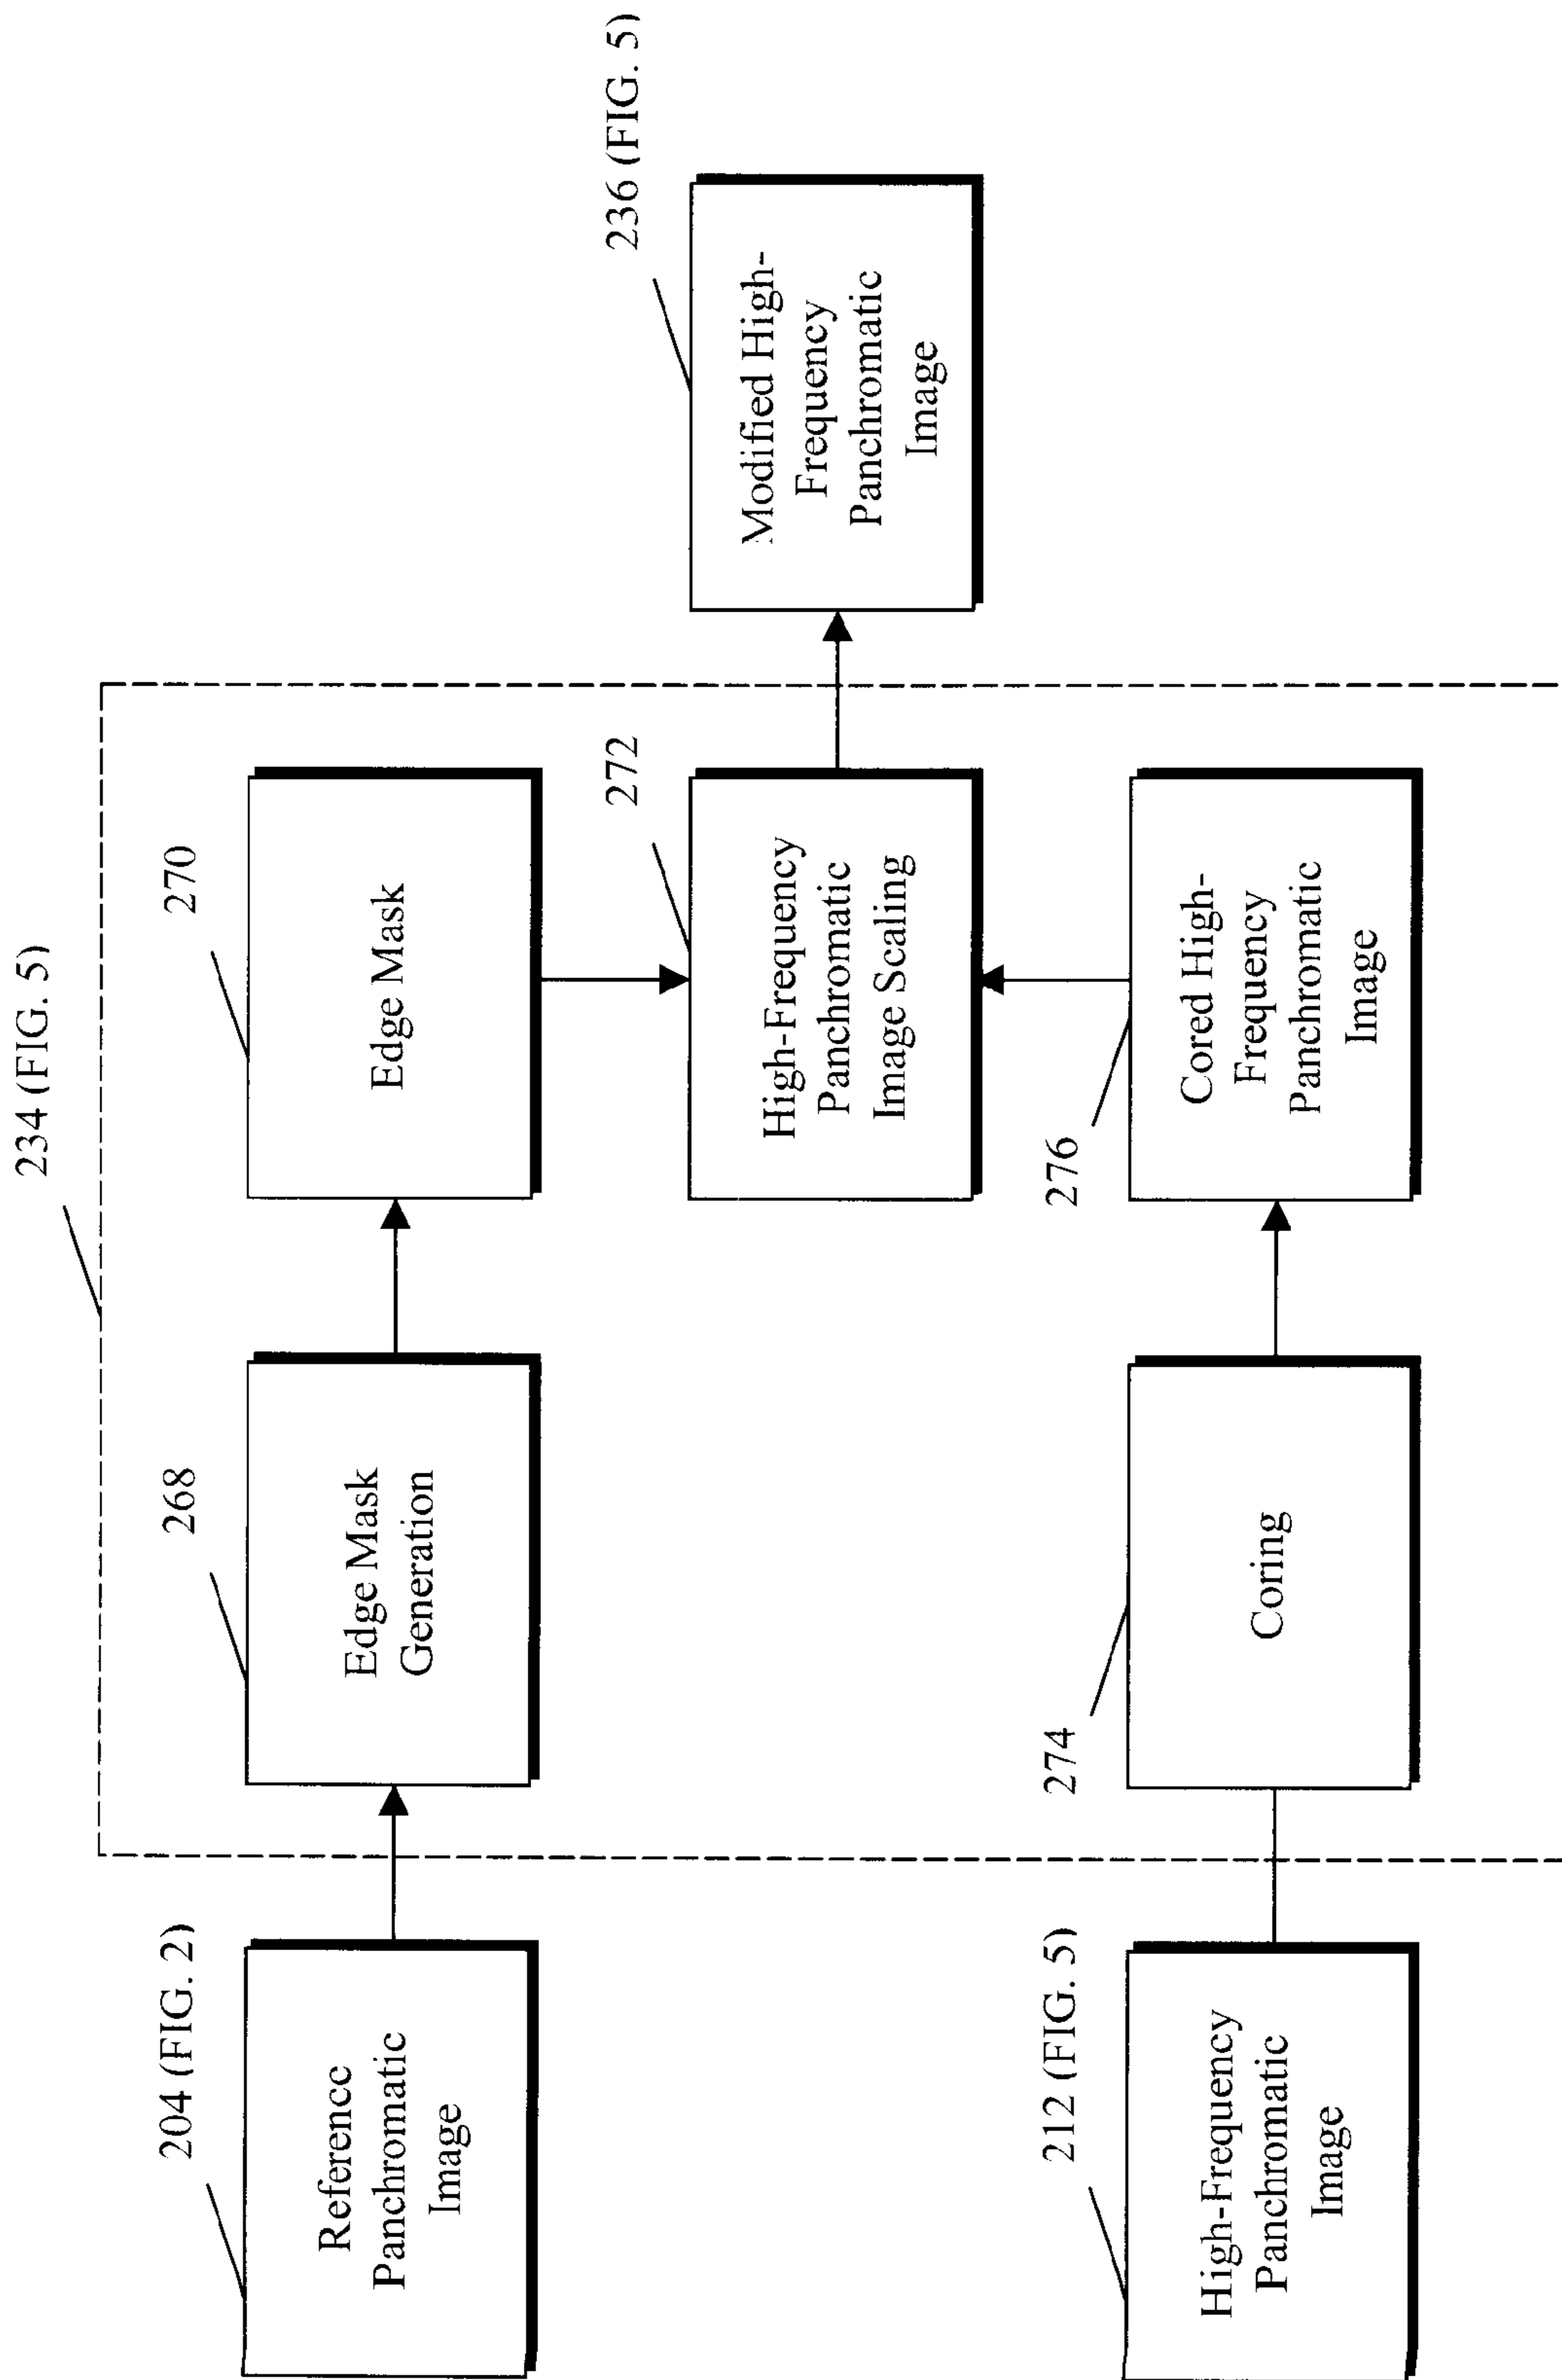 234 (FIG. 5)
204 (FIG. 2)
Reference
Panchromatic
Image
268
Edge Mask
Generation
270
Edge Mask
272
High-Frequency
Panchromatic
Image Scaling
236 (FIG. 5)
Modified High-
Frequency
Panchromatic
Image
212 (FIG. 5)
High-Frequency
Panchromatic
Image
274
Coring
276
Cored High-
Frequency
Panchromatic
Image